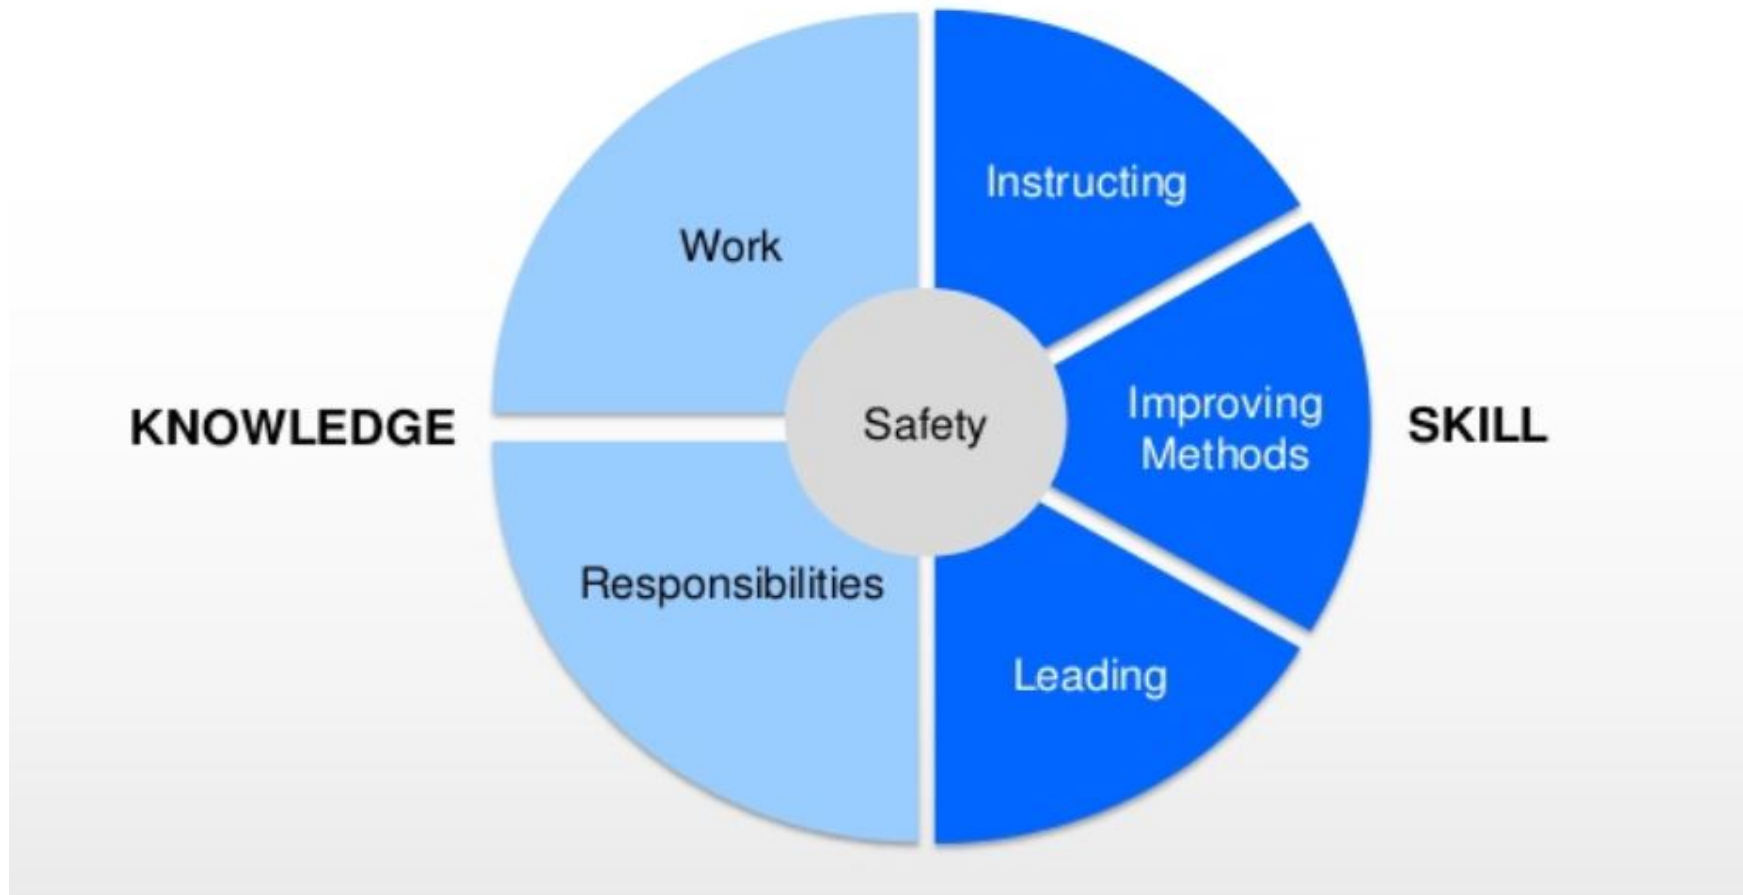 Instructing
Work
Improving
Methods
KNOWLEDGE
Safety
SKILL
Responsibilities
Leading